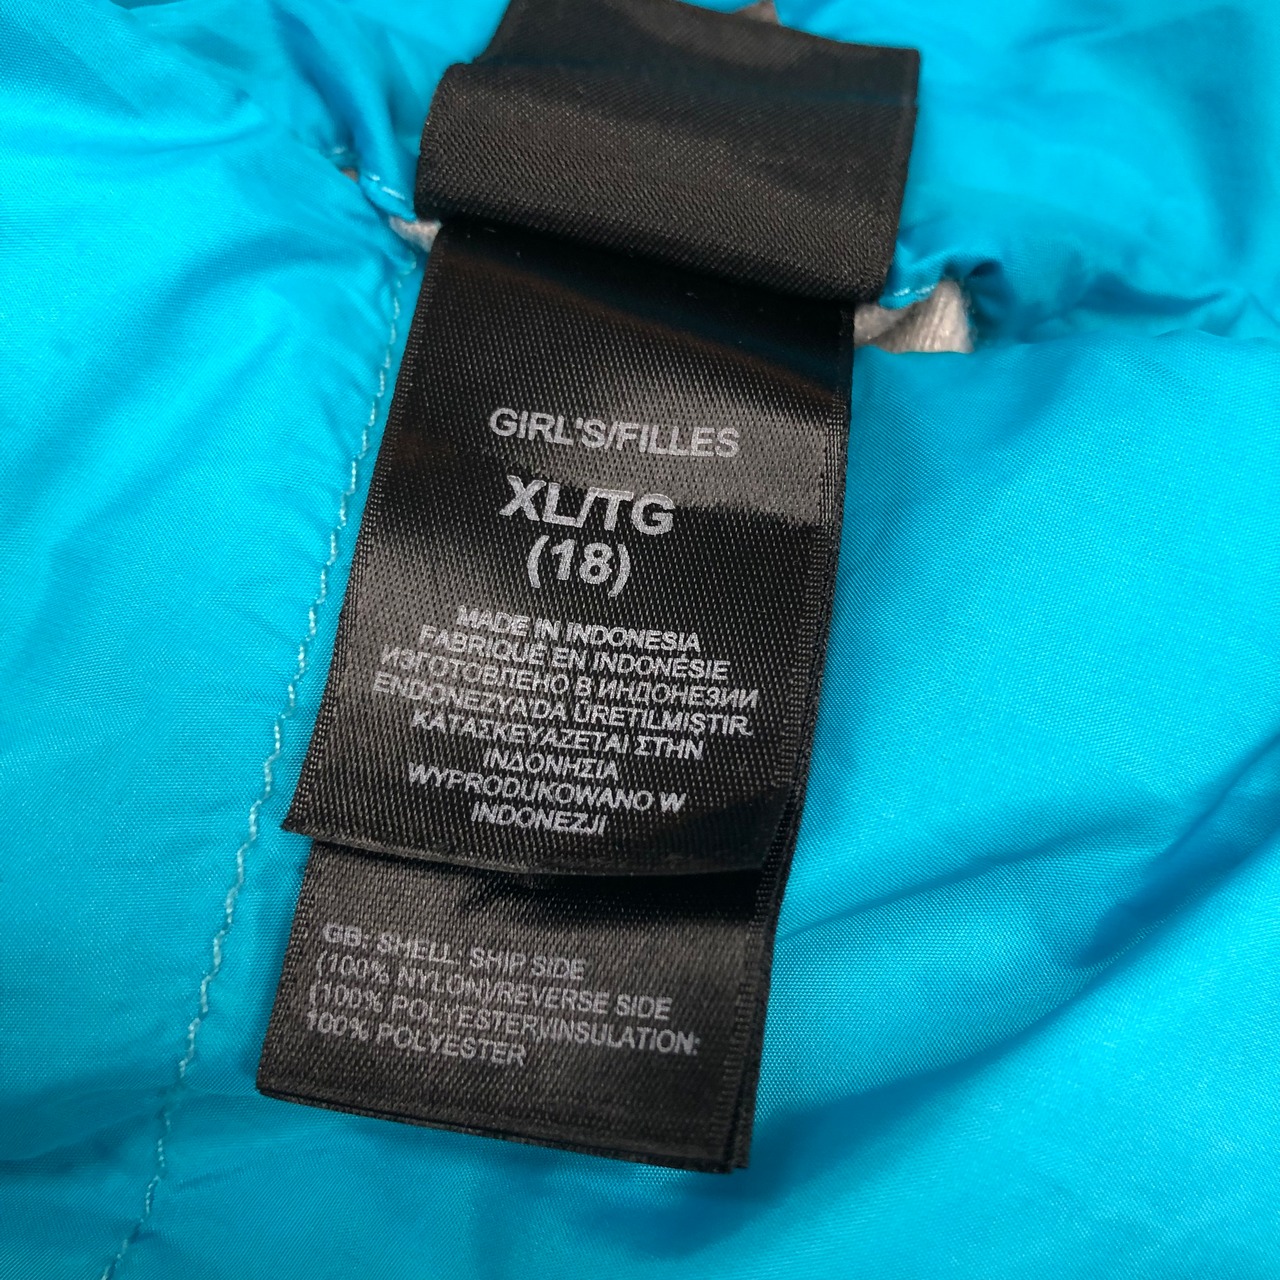 GIRL'S/FILLES
XL/TG
(18)
MADE IN INDONESIA
FABRIQUÉ EN INDONÉSIE
ИЗГОТОВЛЕНО В ИНДОНЕЗИИ
ENDONEZYA'DA ÜRETILMISTIR
ΚΑΤΑΣΚΕΥΑΖΕΤΑΙ ΣΤΗΝ
ΙΝΔΟΝΗΣΙΑ
WYPRODUKOWANO W
INDONEZJI
GB: SHELL: SHIP SIDE
(100% NYLON)/REVERSE SIDE
(100% POLYESTER)/INSULATION:
100% POLYESTER